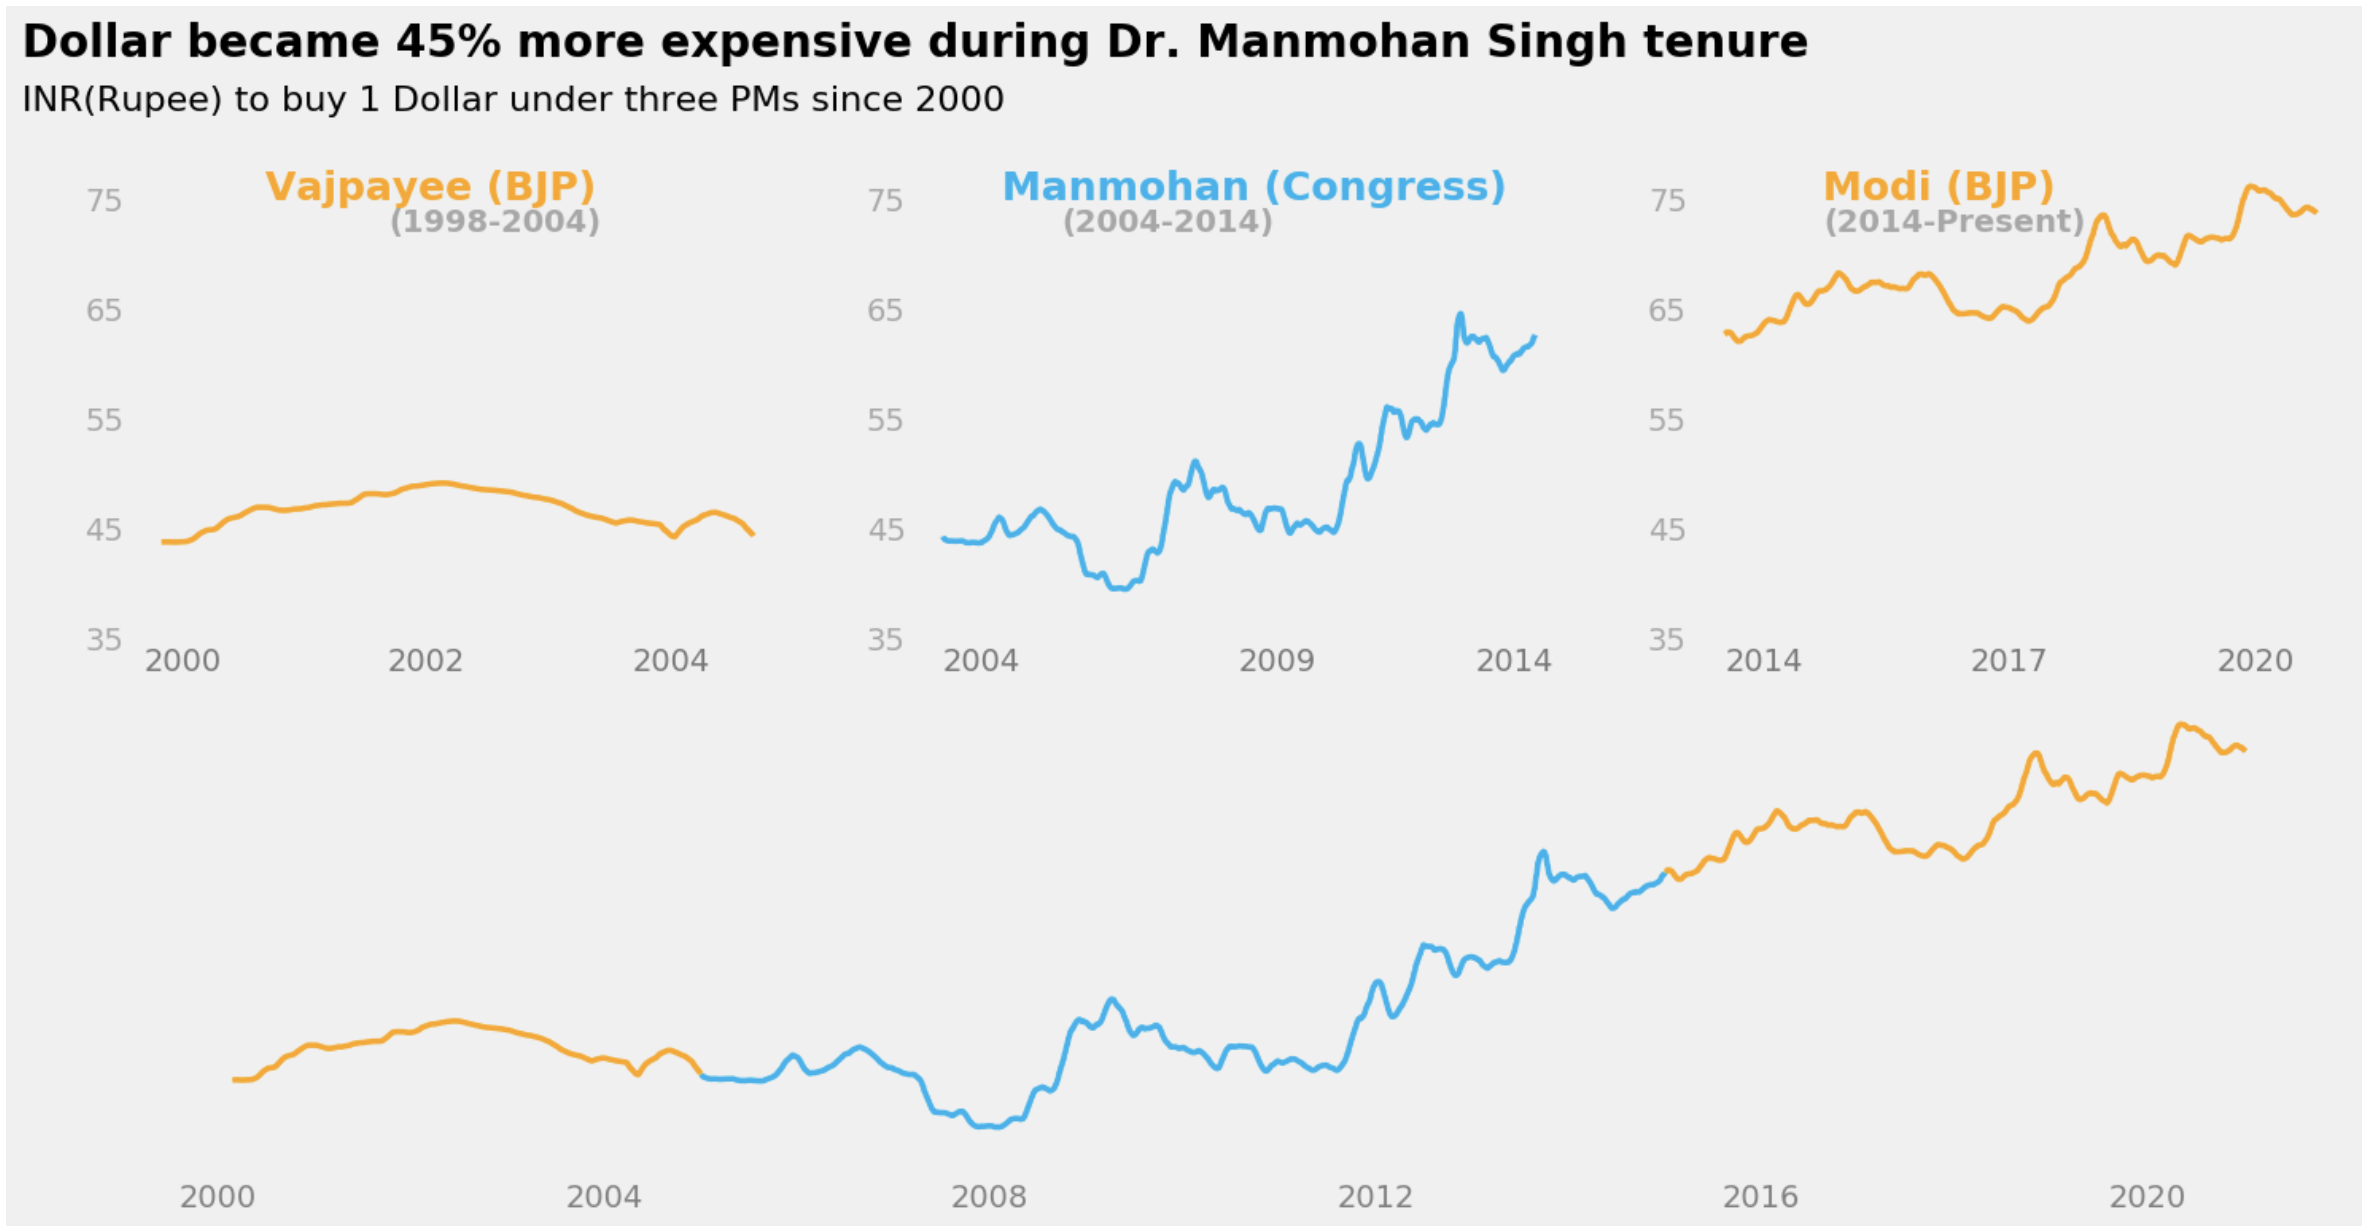 Dollar became 45% more expensive during Dr. Manmohan Singh tenure
INR(Rupee) to buy 1 Dollar under three PMs since 2000
Vajpayee (BJP)
(1998-2004)
75
65
55
45
35
2000 2002 2004
Manmohan (Congress)
(2004-2014)
75
65
55
45
35
2004 2009 2014
Modi (BJP)
(2014-Present)
75
65
55
45
35
2014 2017 2020
2000 2004 2008 2012 2016 2020